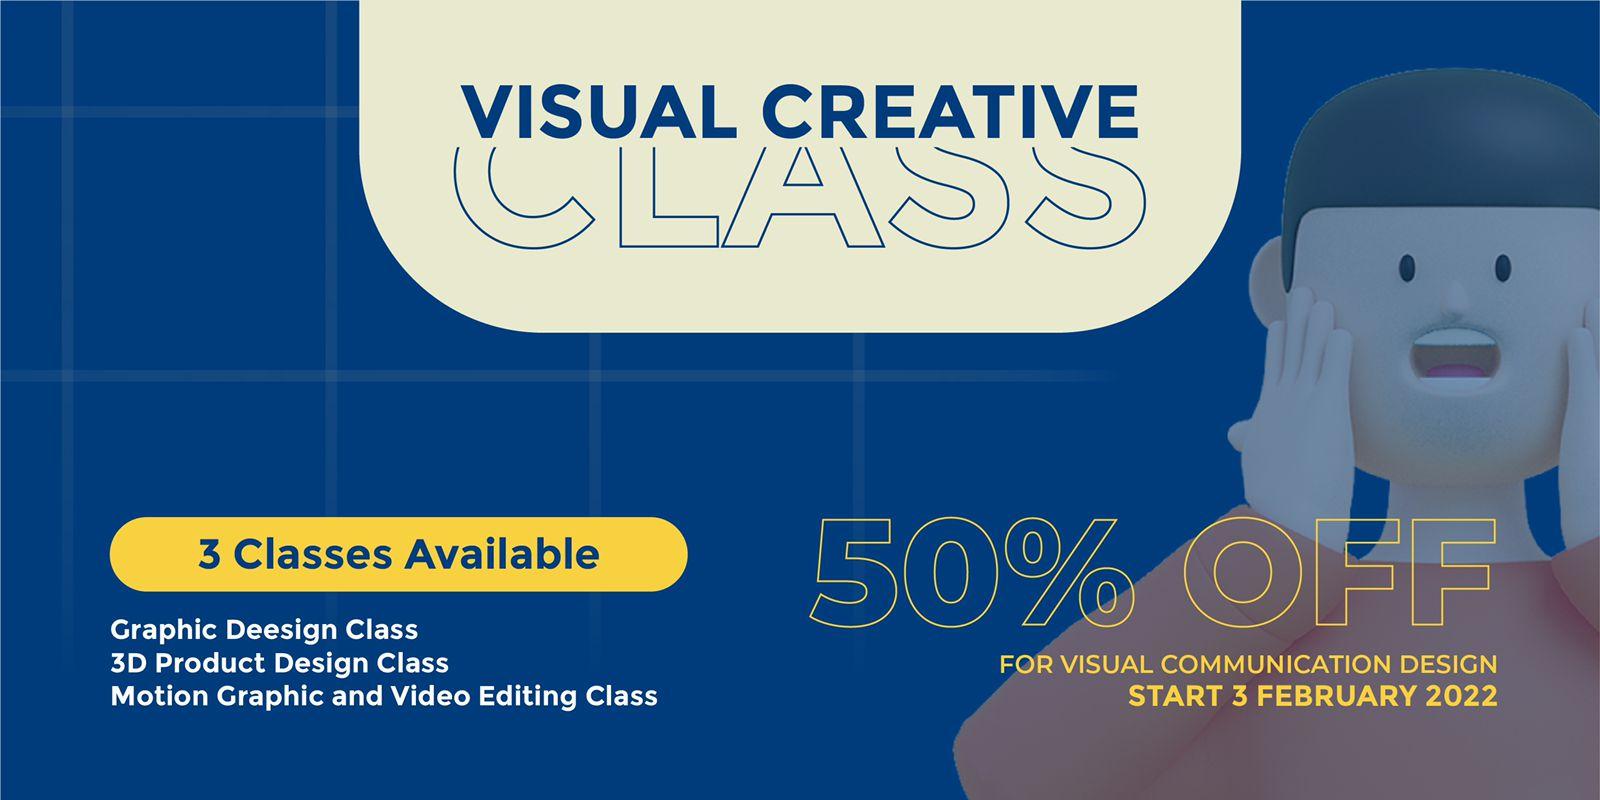 VISUAL CREATIVE
CLASS
3 Classes Available
Graphic Deesign Class
3D Product Design Class
Motion Graphic and Video Editing Class
50% OFF
FOR VISUAL COMMUNICATION DESIGN
START 3 FEBRUARY 2022